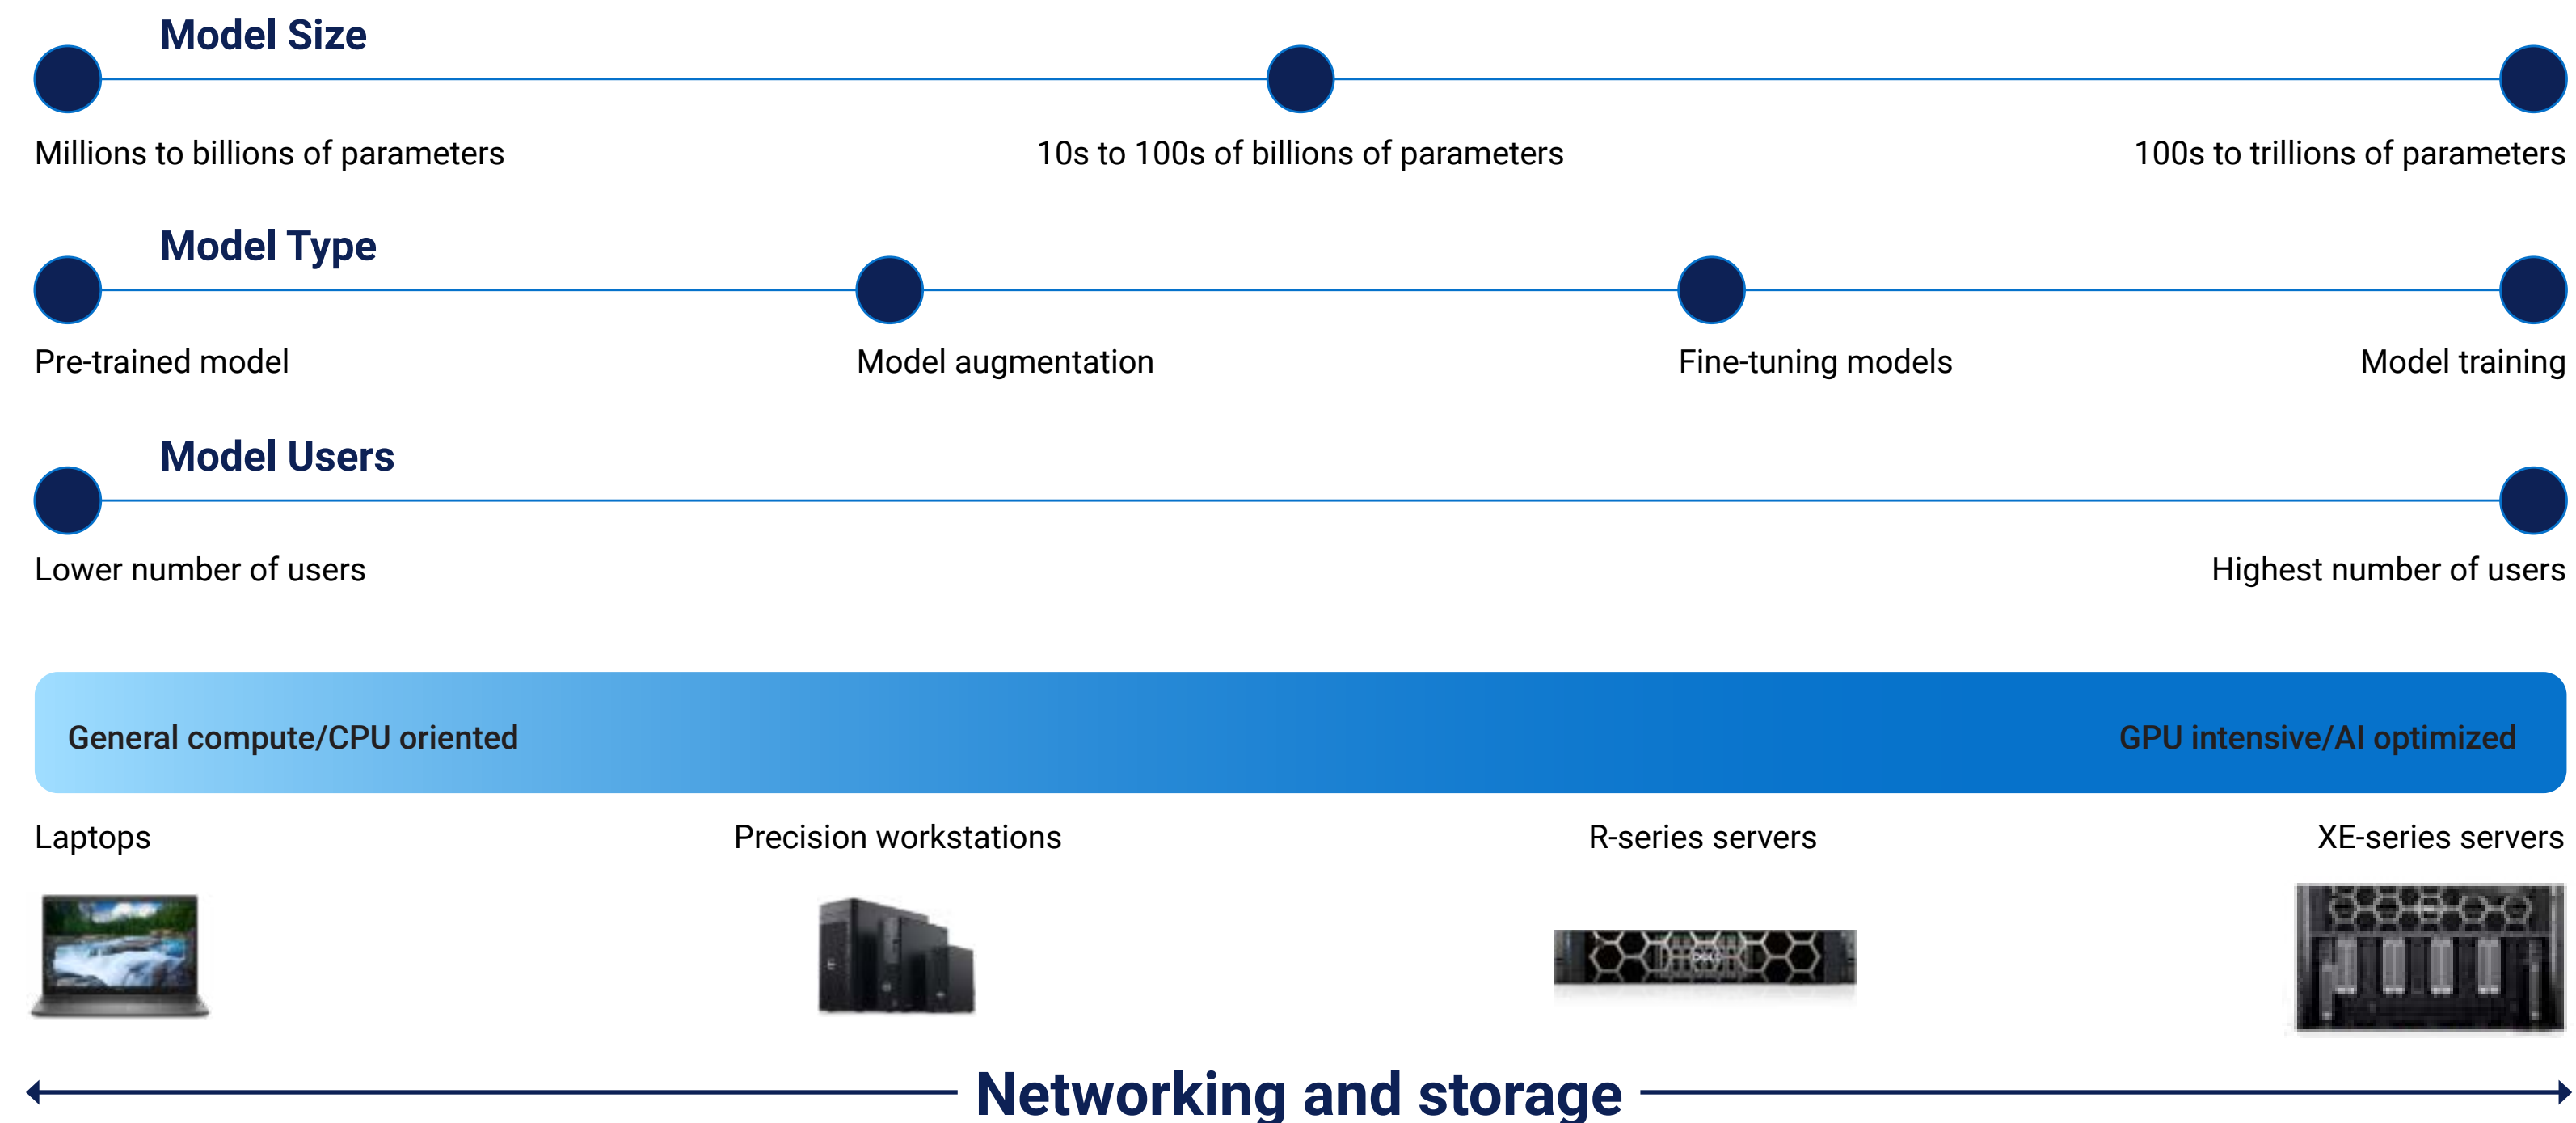 Model Size
Millions to billions of parameters
10s to 100s of billions of parameters
100s to trillions of parameters
Model Type
Pre-trained model
Model augmentation
Fine-tuning models
Model training
Model Users
Lower number of users
Highest number of users
General compute/CPU oriented
GPU intensive/AI optimized
Laptops
Precision workstations
R-series servers
XE-series servers
DELL
Networking and storage